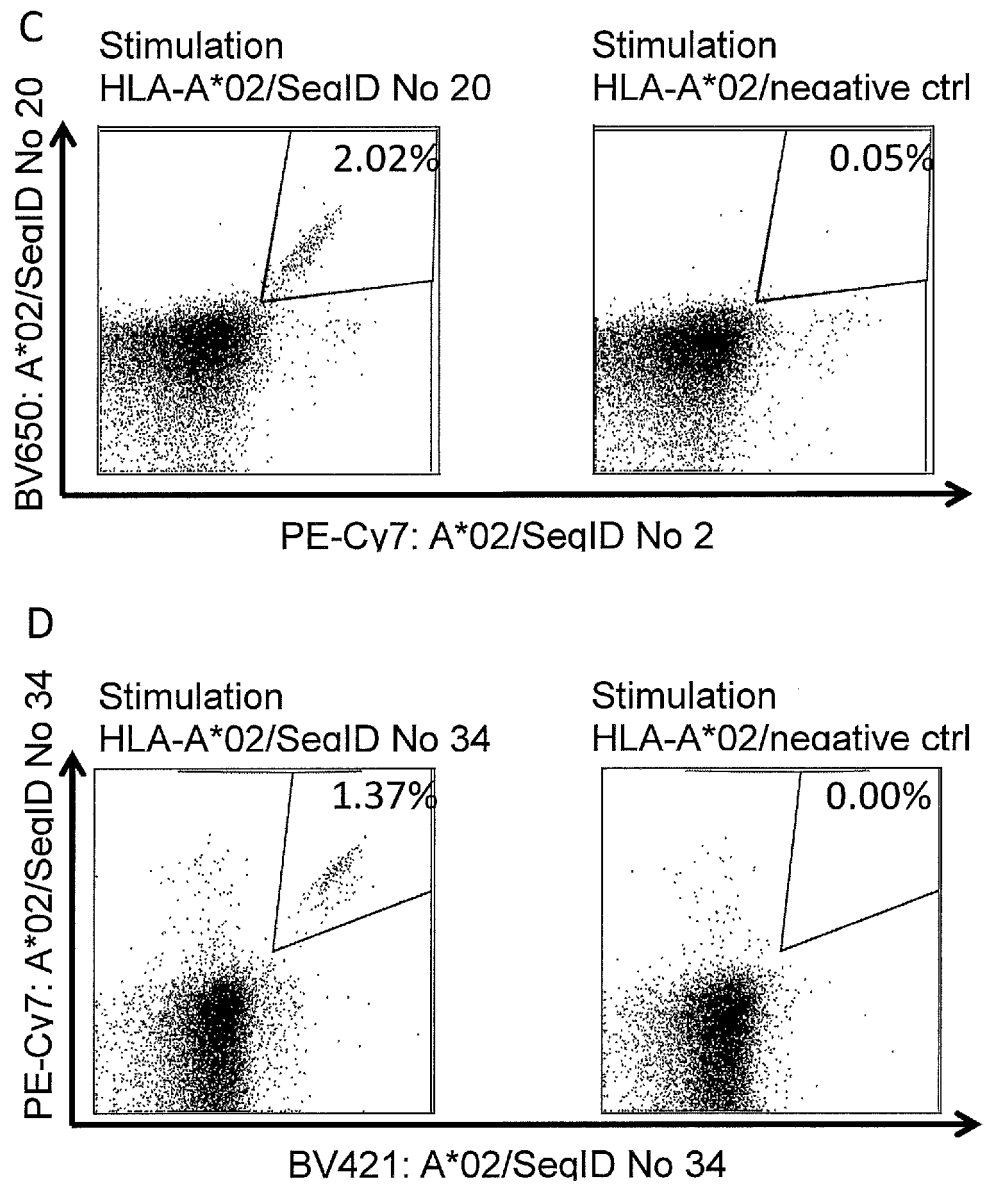 C
Stimulation
HLA-A*02/SeqID No 20
Stimulation
HLA-A*02/negative ctrl
BV650: A*02/SeqID No 20
2.02%
0.05%
PE-Cy7: A*02/SeqID No 2
D
Stimulation
HLA-A*02/SeqID No 34
Stimulation
HLA-A*02/negative ctrl
PE-Cy7: A*02/SeqID No 34
1.37%
0.00%
BV421: A*02/SeqID No 34